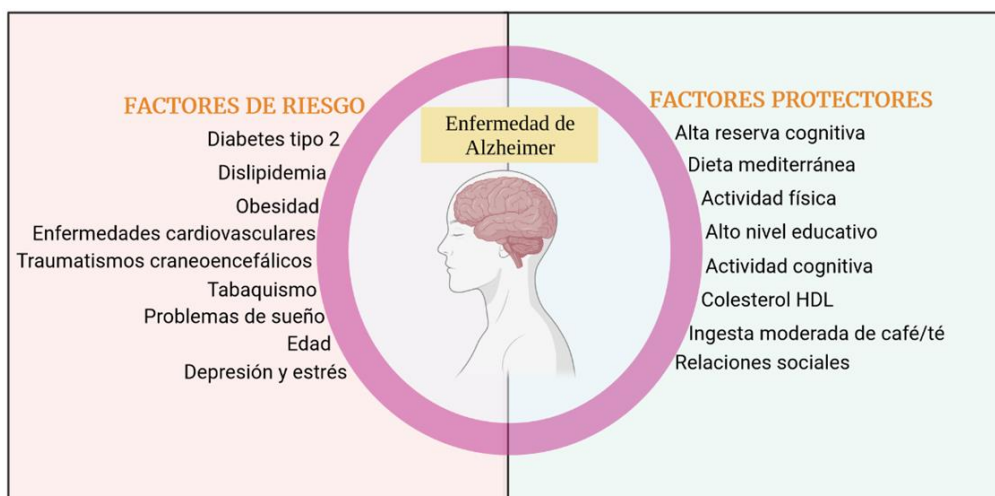 FACTORES DE RIESGO
Diabetes tipo 2
Dislipidemia
Obesidad
Enfermedades cardiovasculares
Traumatismos craneoencefálicos
Tabaquismo
Problemas de sueño
Edad
Depresión y estrés
Enfermedad de
Alzheimer
FACTORES PROTECTORES
Alta reserva cognitiva
Dieta mediterránea
Actividad física
Alto nivel educativo
Actividad cognitiva
Colesterol HDL
Ingesta moderada de café/té
Relaciones sociales